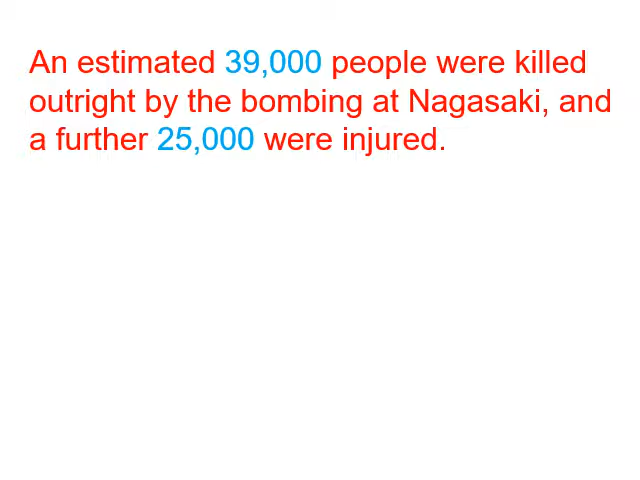 An estimated 39,000 people were killed
outright by the bombing at Nagasaki, and
a further 25,000 were injured.